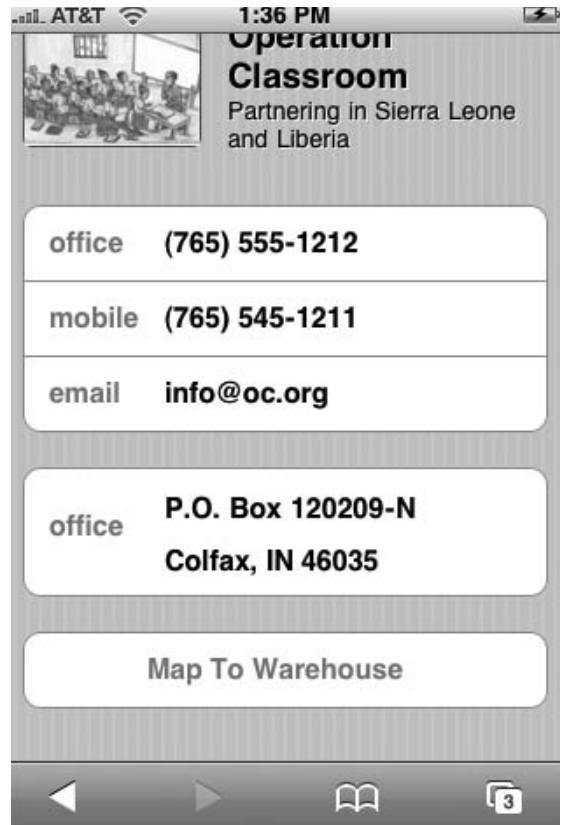 AT&T 1:36 PM
Operation
Classroom
Partnering in Sierra Leone
and Liberia
office (765) 555-1212
mobile (765) 545-1211
email info@oc.org
office P.O. Box 120209-N
Colfax, IN 46035
Map To Warehouse
3